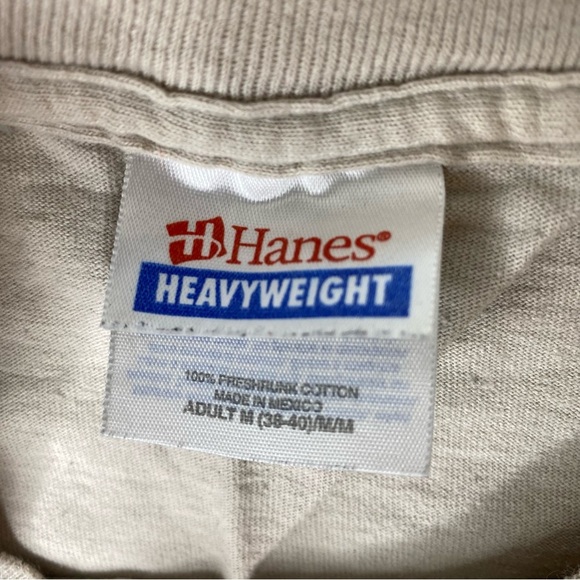 Hanes®
HEAVYWEIGHT
100% PRESHRUNK COTTON
MADE IN MEXICO
ADULT M (38-40)/M/M